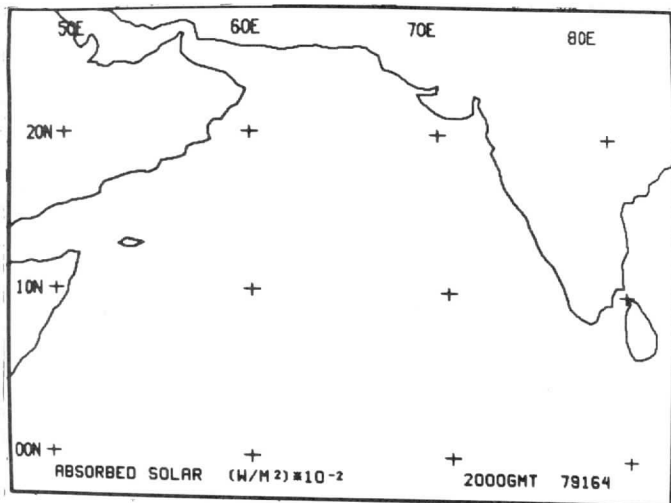 50E 60E 70E 80E
20N
10N
00N
ABSORBED SOLAR (W/M2)*10-2 2000GMT 79164